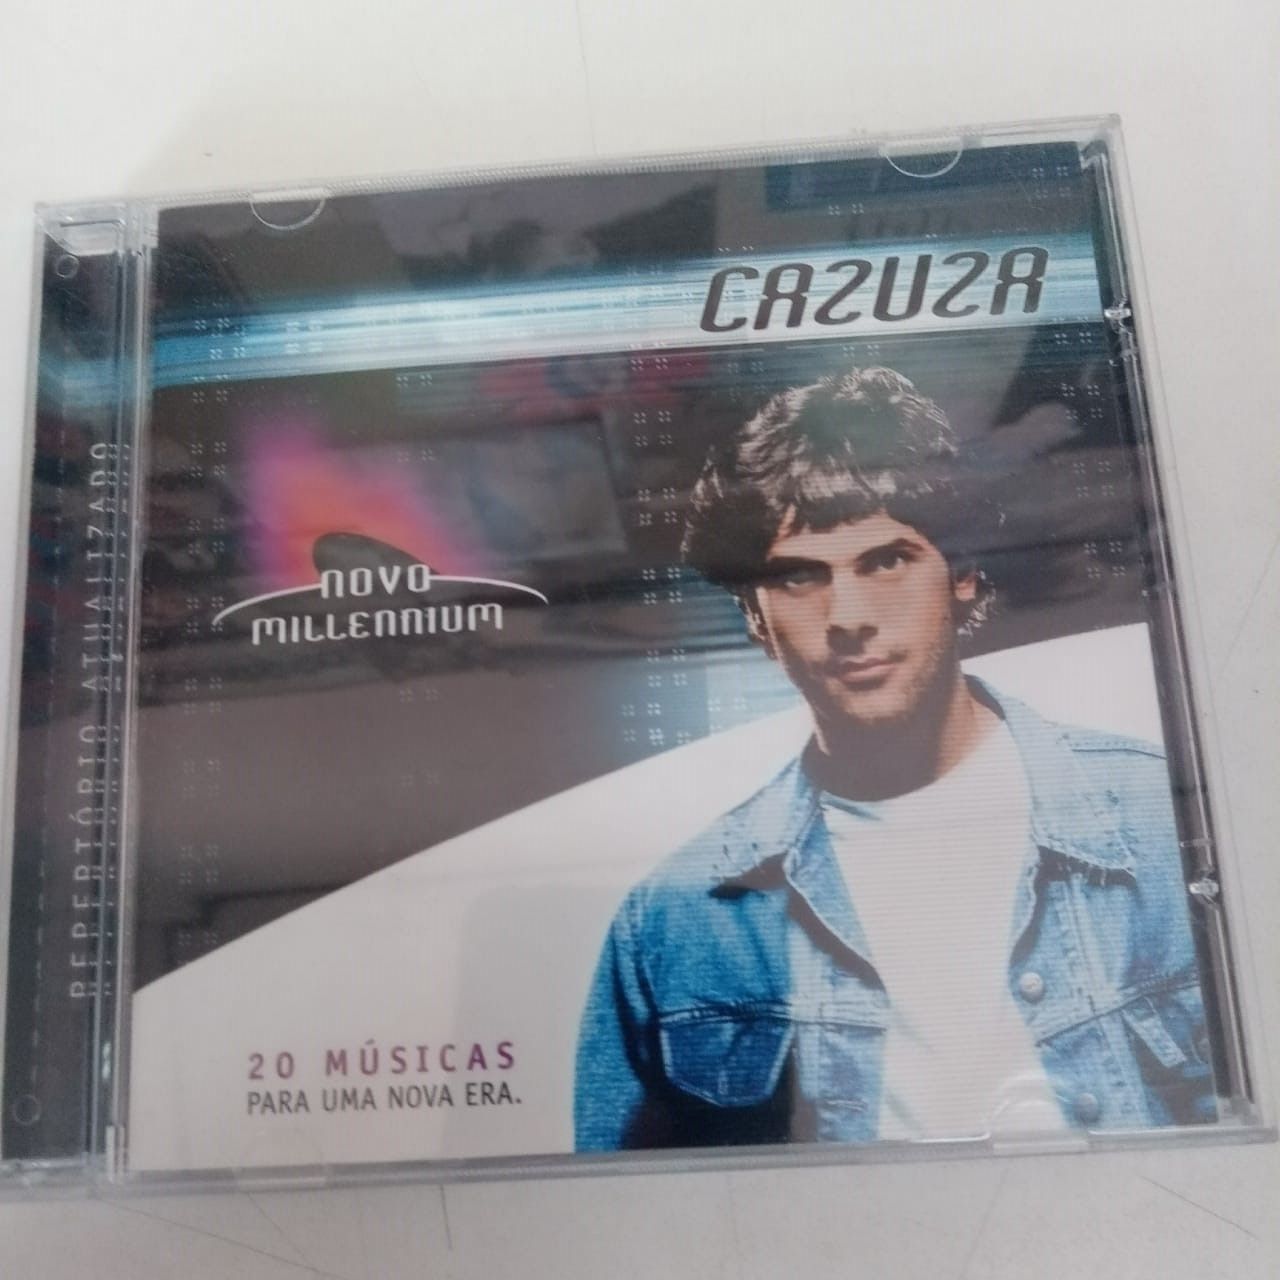 CAZUZA
NOVO
MILLENNIUM
REPERTÓRIO ATUALIZADO
20 MÚSICAS
PARA UMA NOVA ERA.